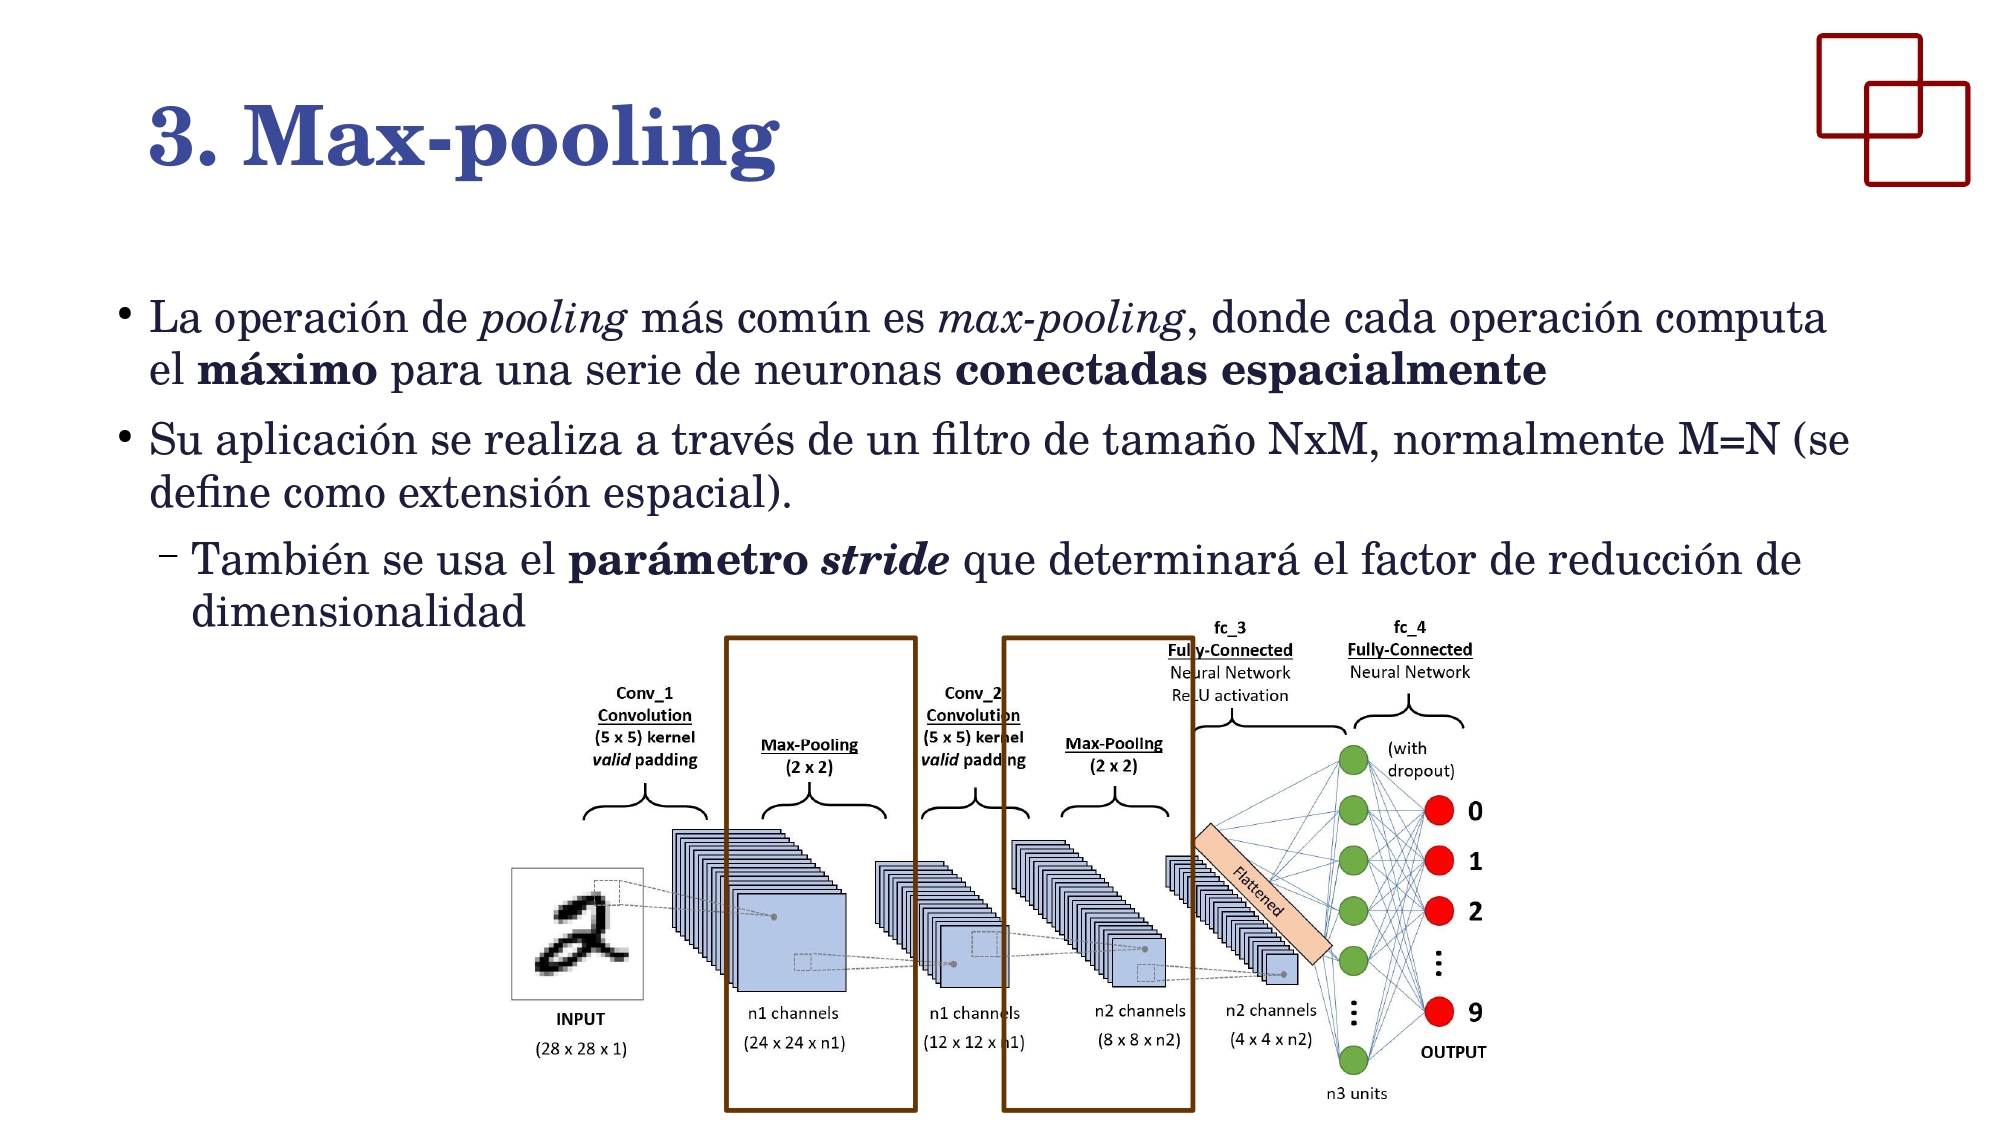 3. Max-pooling
• La operación de pooling más común es max-pooling, donde cada operación computa
el máximo para una serie de neuronas conectadas espacialmente
• Su aplicación se realiza a través de un filtro de tamaño NxM, normalmente M=N (se
define como extensión espacial).
– También se usa el parámetro stride que determinará el factor de reducción de
dimensionalidad
Conv_1
Convolution
(5 x 5) kernel
valid padding
Max-Pooling
(2 x 2)
Conv_2
Convolution
(5 x 5) kernel
valid padding
Max-Pooling
(2 x 2)
fc_3
Fully-Connected
Neural Network
ReLU activation
fc_4
Fully-Connected
Neural Network
(with
dropout)
Flattened
0
1
2
9
OUTPUT
INPUT
(28 x 28 x 1)
n1 channels
(24 x 24 x n1)
n1 channels
(12 x 12 x n1)
n2 channels
(8 x 8 x n2)
n2 channels
(4 x 4 x n2)
n3 units